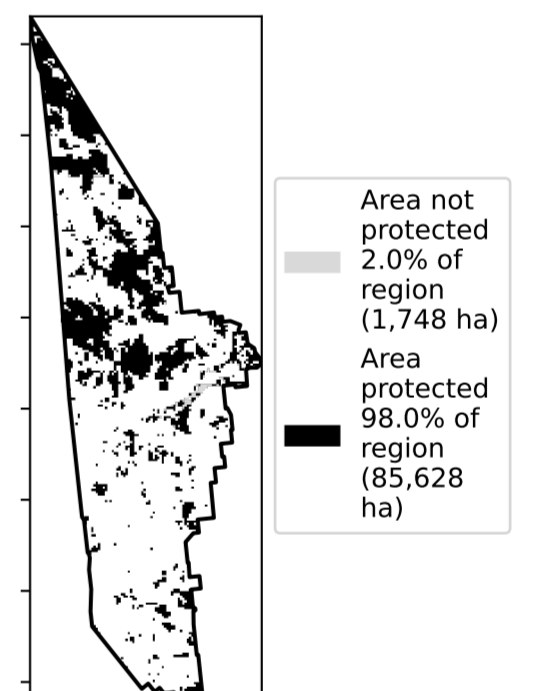 Area not
protected
2.0% of
region
(1,748 ha)
Area
protected
98.0% of
region
(85,628
ha)